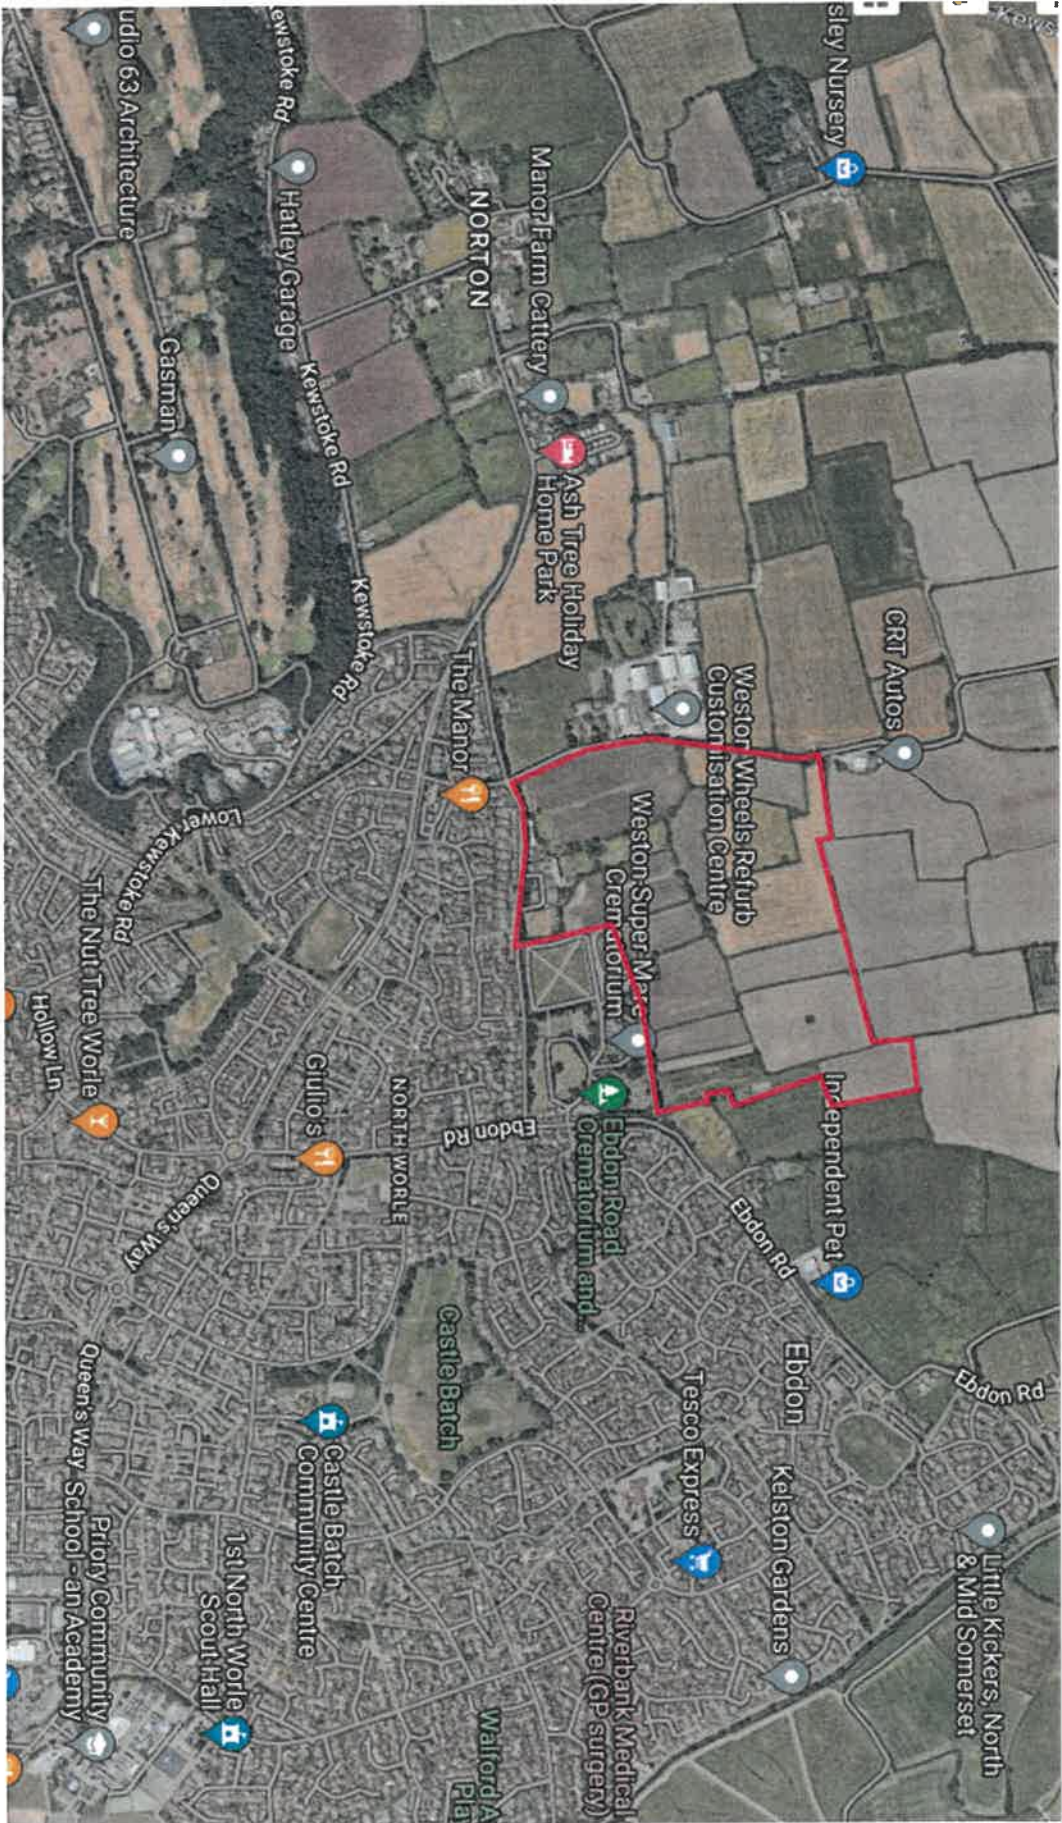 Kews
sley Nursery
CRT Autos
Independent Pet
Ebdon Rd
Little Kickers, North
& Mid Somerset
Weston Wheels Refurb
Customisation Centre
Ebdon Rd
Ebdon
Kelston Gardens
Weston-Super-Mare
Crematorium
Tesco Express
Manor Farm Cattery
Ash Tree Holiday
Home Park
Ebdon Road
Crematorium and...
Riverbank Medical
Centre (GP surgery)
NORTON
The Manor
Ebdon Rd
Castle Batch
Walford A
Play
NORTH WORLE
Kewstoke Rd
Hatley Garage
Kewstoke Rd
Kewstoke Rd
Giulio's
Castle Batch
Community Centre
Lower Kewstoke Rd
Queen's Way
1st North Worle
Scout Hall
udio 63 Architecture
Gasman
The Nut Tree Worle
Hollow Ln
Queen's Way
Priory Community
School - an Academy